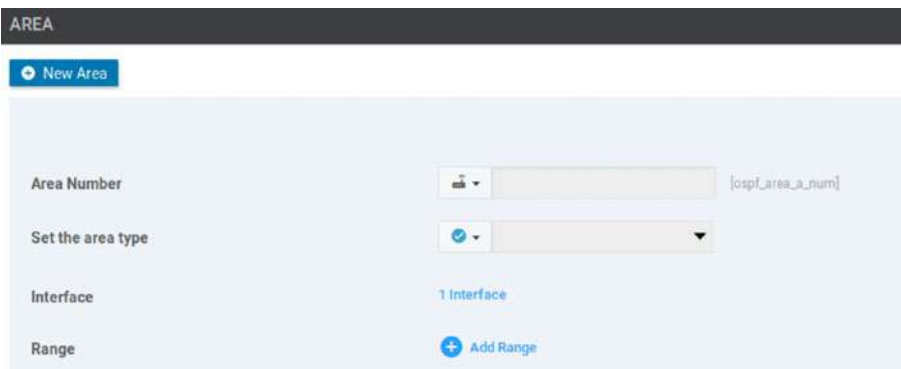 AREA
New Area
Area Number [ospf_area_a_num]
Set the area type
Interface 1 Interface
Range Add Range